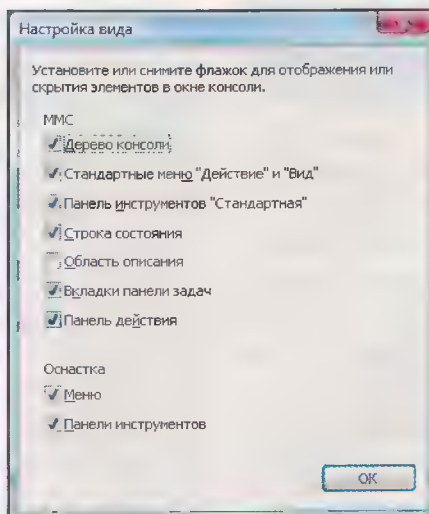 Настройка вида
Установите или снимите флажок для отображения или
скрытия элементов в окне консоли.
MMC
Дерево консоли
Стандартные меню "Действие" и "Вид"
Панель инструментов "Стандартная"
Строка состояния
Область описания
Вкладки панели задач
Панель действия
Оснастка
Меню
Панели инструментов
ОК